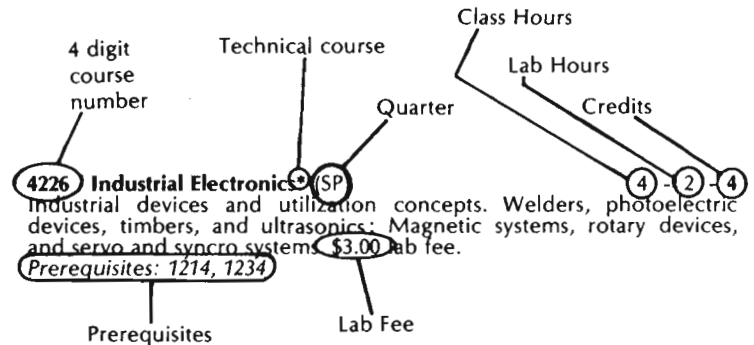 Class Hours
Technical course
4 digit
course
number
Lab Hours
Quarter
Credits
4226 Industrial Electronics* (SP) 4 - 2 - 4
Industrial devices and utilization concepts. Welders, photoelectric
devices, timbers, and ultrasonics: Magnetic systems, rotary devices,
and servo and syncro systems. $3.00 lab fee.
Prerequisites: 1214, 1234
Lab Fee
Prerequisites